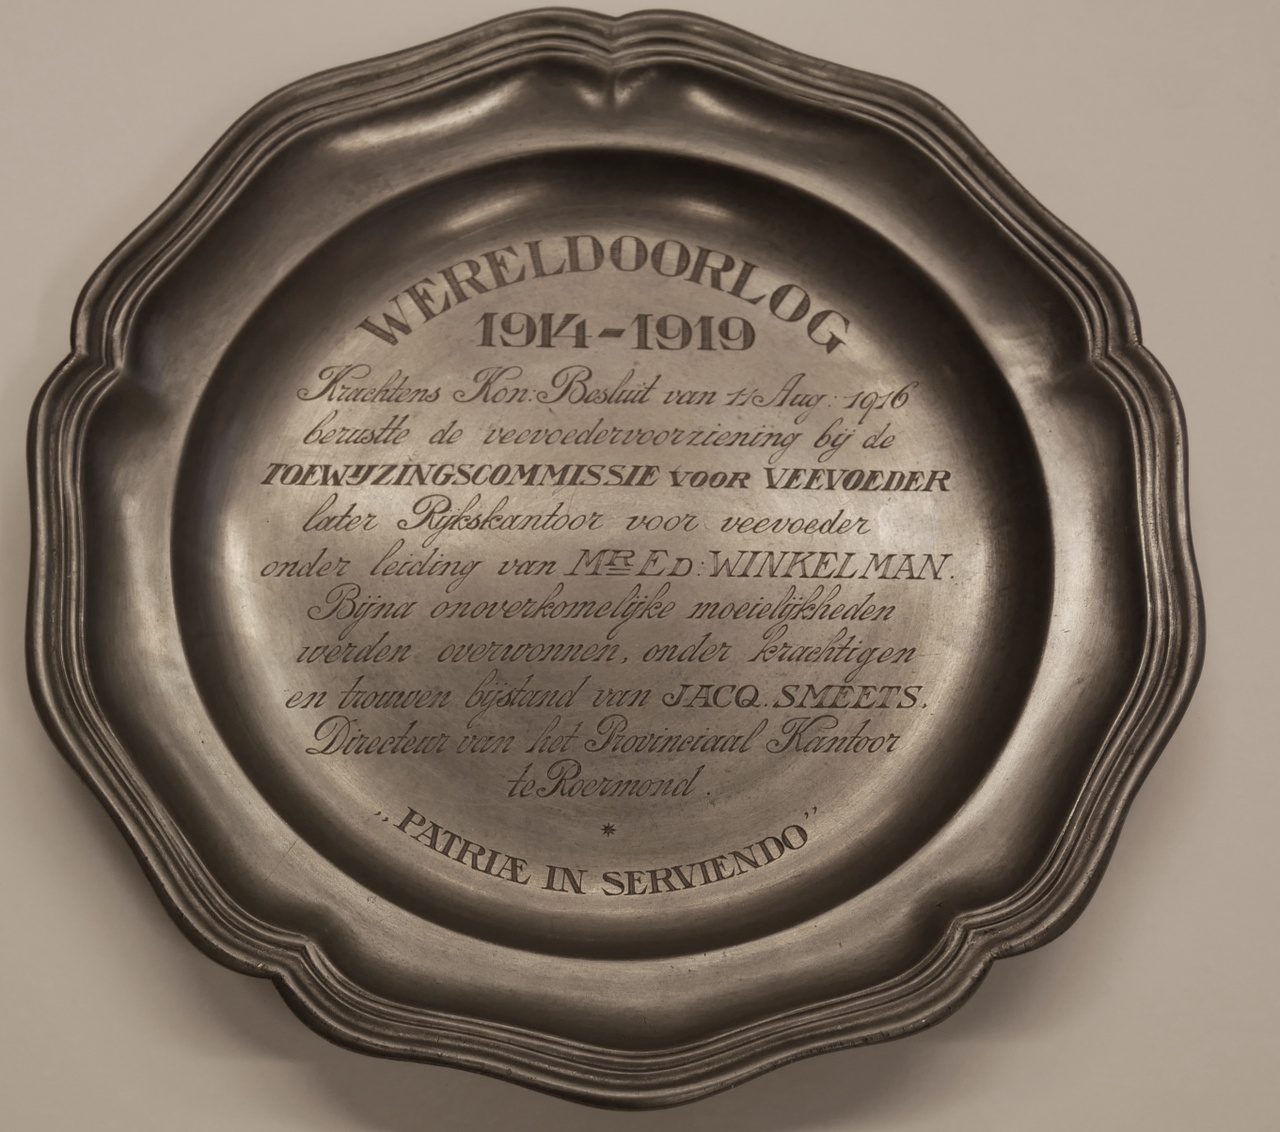 WERELDOORLOG
1914-1919
Krachtens Kon: Besluit van 11 Aug: 1916
berustte de veevoedervoorziening bij de
TOEWIJZINGSCOMMISSIE VOOR VEEVOEDER
later Rijkskantoor voor veevoeder
onder leiding van MR ED: WINKELMAN.
Bijna onoverkomelijke moeielijkheden
werden overwonnen, onder krachtigen
en trouwen bijstand van JACQ. SMEETS.
Directeur van het Provinciaal Kantoor
te Roermond.
*
„PATRIÆ IN SERVIENDO”